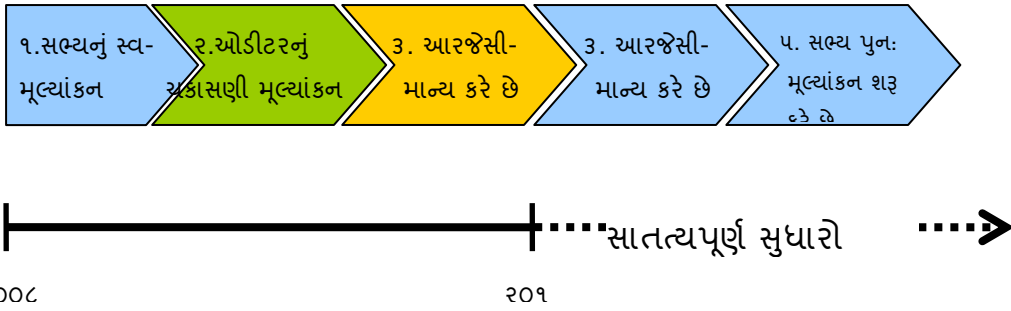 ૧.સભ્યનું સ્વ-
મૂલ્યાંકન
૨.ઓડીટરનું
ચકાસણી મૂલ્યાંકન
૩. આરજેસી-
માન્ય કરે છે
૩. આરજેસી-
માન્ય કરે છે
૫. સભ્ય પુન:
મૂલ્યાંકન શરૂ
કરે છે
સાતત્યપૂર્ણ સુધારો
૨૦૧